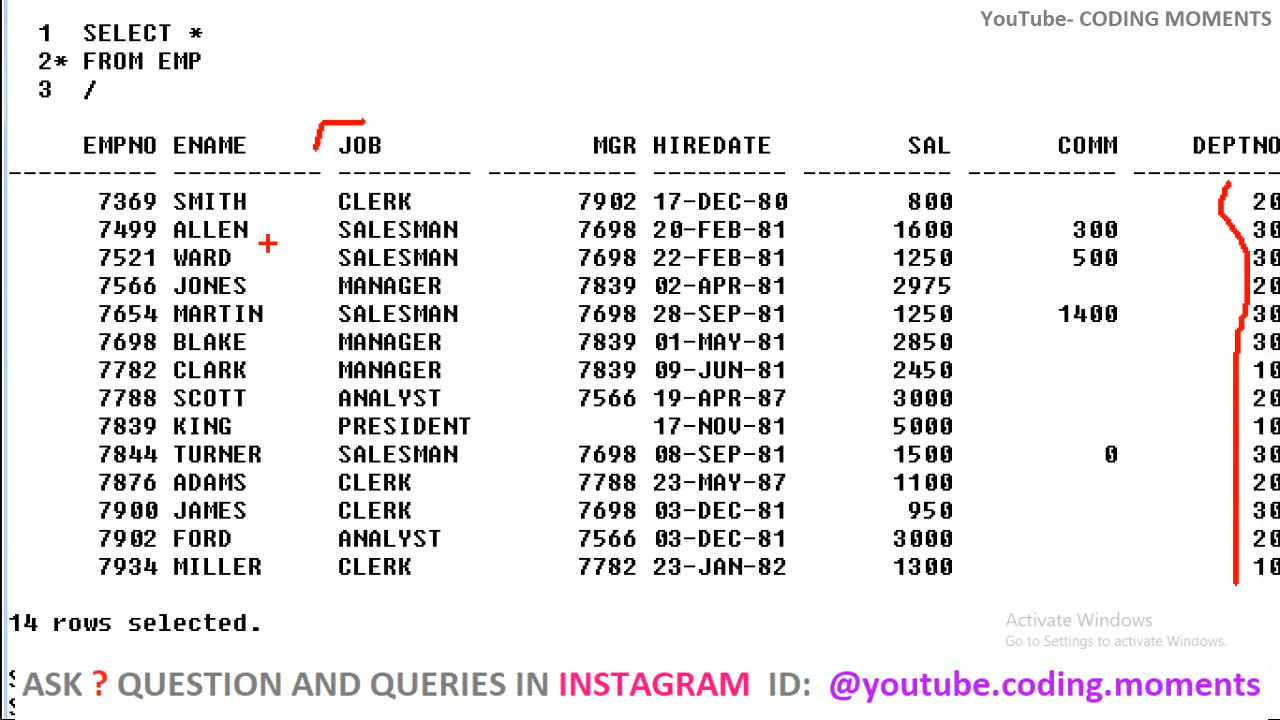 YouTube- CODING MOMENTS
1 SELECT *
2* FROM EMP
3 /
EMPNO ENAME JOB MGR HIREDATE SAL COMM DEPTNO
---------- ---------- --------- ---------- --------- ---------- ---------- ----------
7369 SMITH CLERK 7902 17-DEC-80 800 20
7499 ALLEN SALESMAN 7698 20-FEB-81 1600 300 30
7521 WARD SALESMAN 7698 22-FEB-81 1250 500 30
7566 JONES MANAGER 7839 02-APR-81 2975 20
7654 MARTIN SALESMAN 7698 28-SEP-81 1250 1400 30
7698 BLAKE MANAGER 7839 01-MAY-81 2850 30
7782 CLARK MANAGER 7839 09-JUN-81 2450 10
7788 SCOTT ANALYST 7566 19-APR-87 3000 20
7839 KING PRESIDENT 17-NOV-81 5000 10
7844 TURNER SALESMAN 7698 08-SEP-81 1500 0 30
7876 ADAMS CLERK 7788 23-MAY-87 1100 20
7900 JAMES CLERK 7698 03-DEC-81 950 30
7902 FORD ANALYST 7566 03-DEC-81 3000 20
7934 MILLER CLERK 7782 23-JAN-82 1300 10
14 rows selected.
Activate Windows
Go to Settings to activate Windows.
ASK ? QUESTION AND QUERIES IN INSTAGRAM ID: @youtube.coding.moments